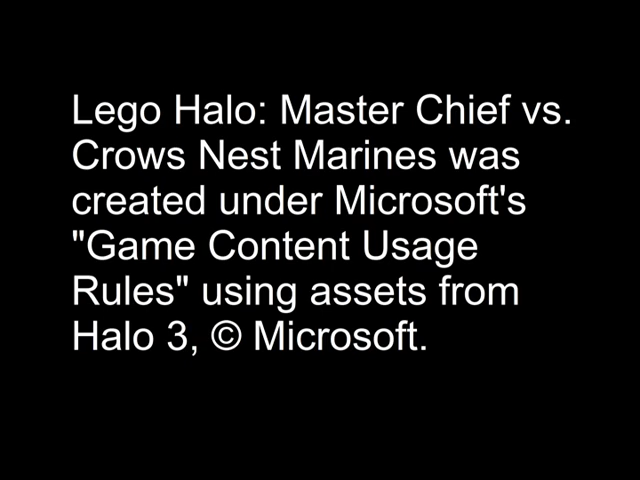 Lego Halo: Master Chief vs.
Crows Nest Marines was
created under Microsoft's
"Game Content Usage
Rules" using assets from
Halo 3, © Microsoft.